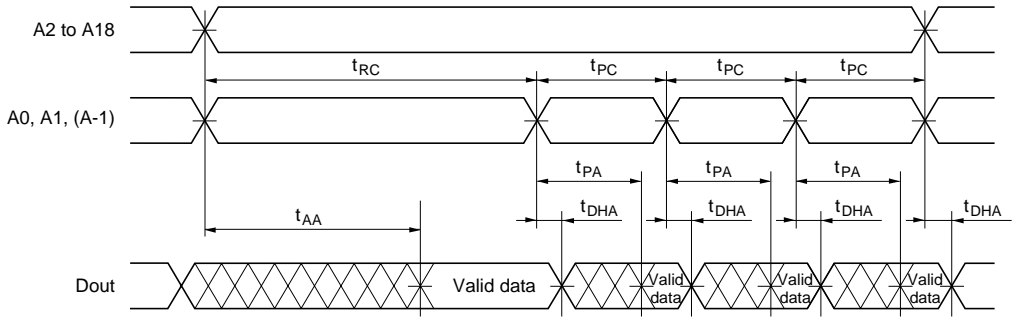 A2 to A18
tRC tPC tPC tPC
A0, A1, (A-1)
tPA tPA tPA
tAA tDHA tDHA tDHA tDHA
Dout Valid data Valid data Valid data Valid data